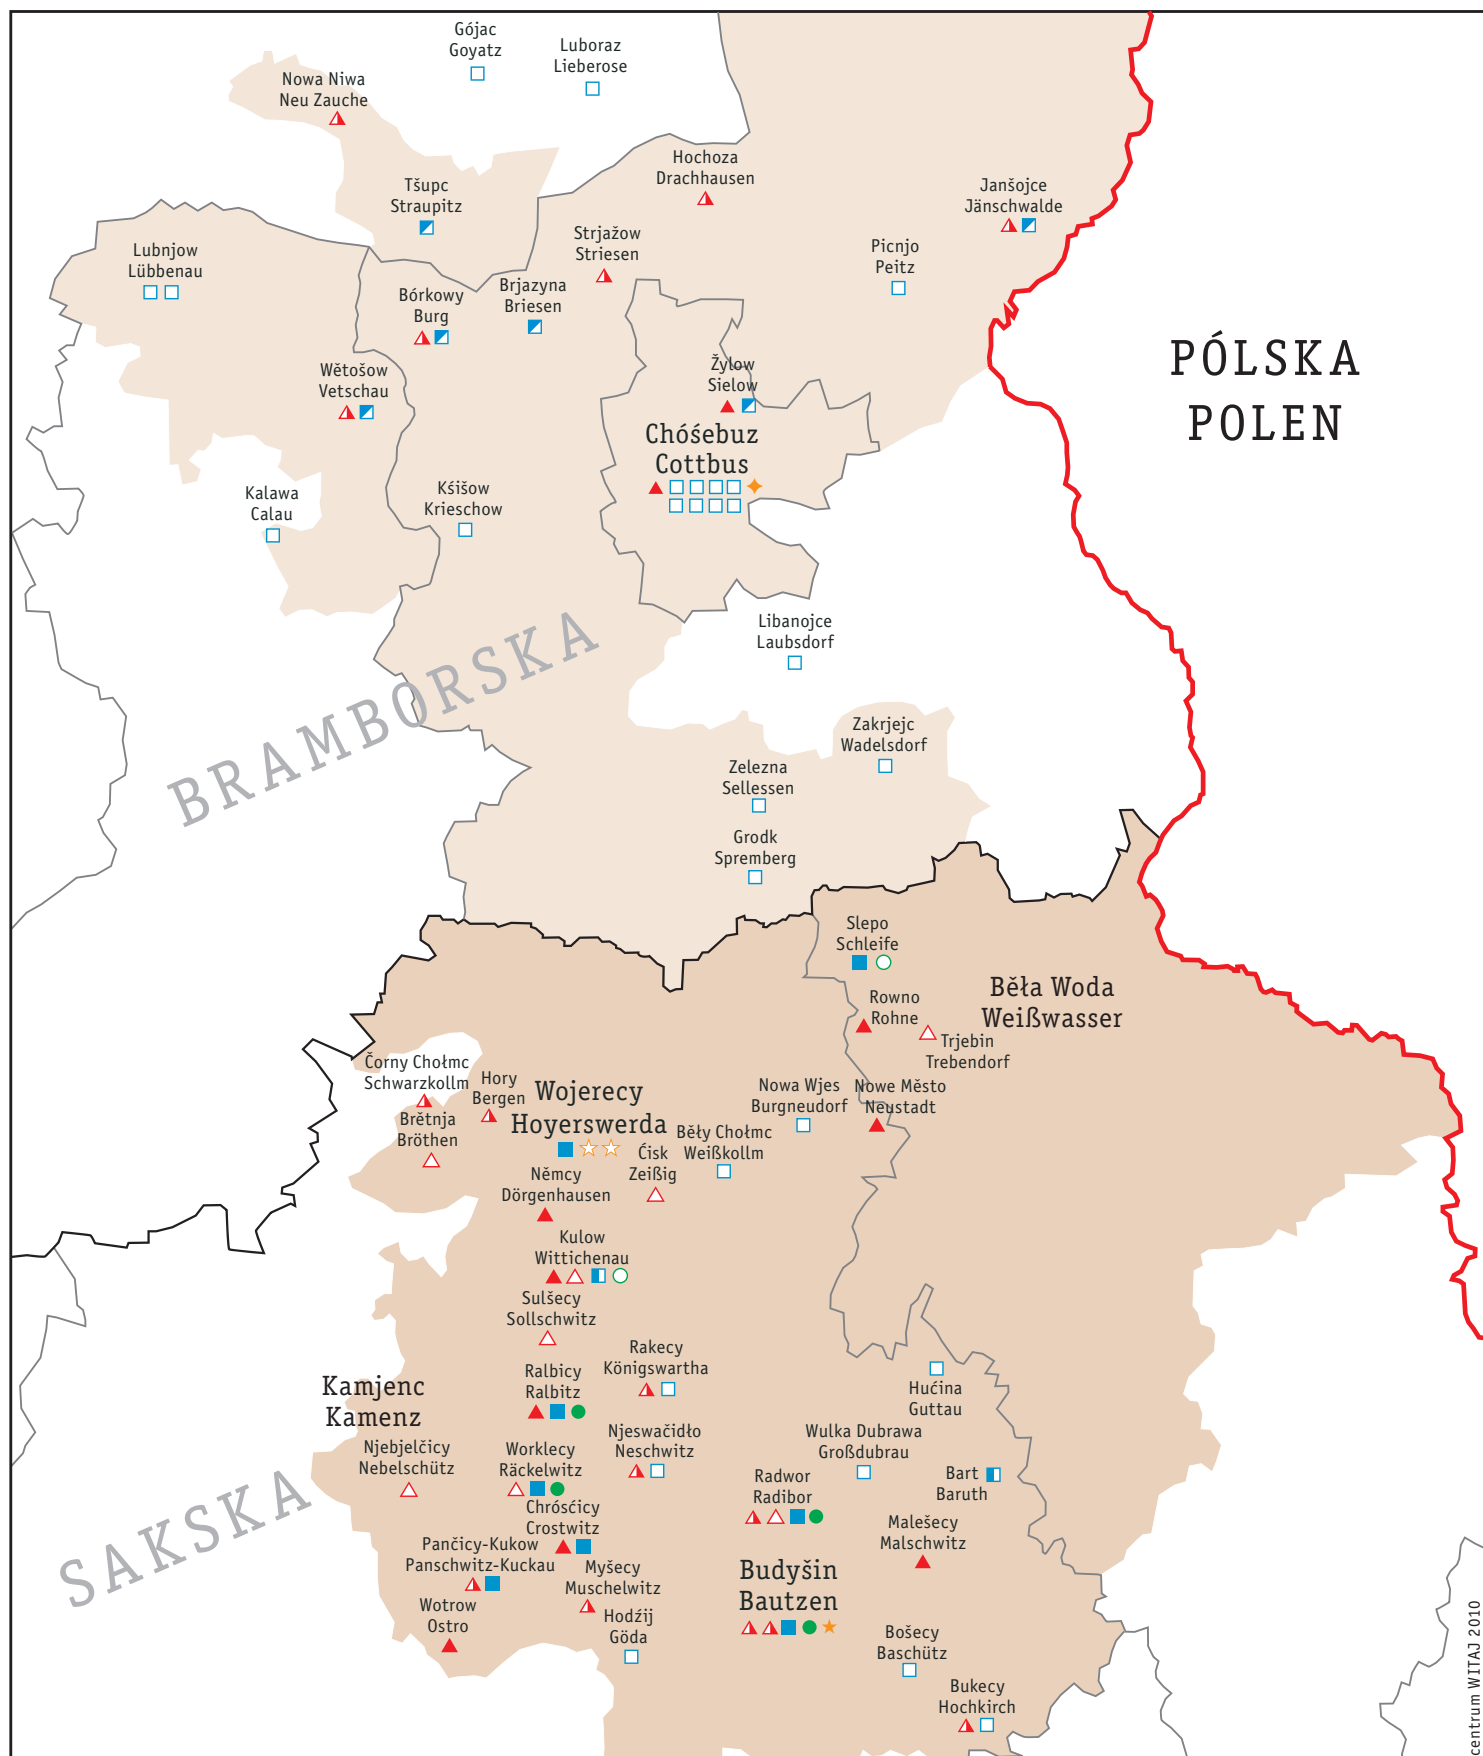 Gójac
Goyatz
Luboraz
Lieberose
Nowa Niwa
Neu Zauche
Hochoza
Drachhausen
Tšupc
Straupitz
Janšojce
Jänschwalde
Strjažow
Striesen
Picnjo
Peitz
Lubnjow
Lübbenau
Brjazyna
Briesen
Bórkowy
Burg
PÓLSKA
POLEN
Wětošow
Vetschau
Žylow
Sielow
Chóśebuz
Cottbus
Kalawa
Calau
Kśišow
Krieschow
Libanojce
Laubsdorf
BRAMBORSKA
Zakrjejc
Wadelsdorf
Zelezna
Sellessen
Grodk
Spremberg
Slepo
Schleife
Běła Woda
Weißwasser
Rowno
Rohne
Trjebin
Trebendorf
Čorny Chołmc
Schwarzkollm
Hory
Bergen
Wojerecy
Hoyerswerda
Nowa Wjes
Burgneudorf
Nowe Město
Neustadt
Brětnja
Bröthen
Běły Chołmc
Weißkollm
Ćisk
Zeißig
Němcy
Dörgenhausen
Kulow
Wittichenau
Sulšecy
Sollschwitz
Rakecy
Königswartha
Ralbicy
Ralbitz
Kamjenc
Kamenz
Hućina
Guttau
Njeswačidło
Neschwitz
Wulka Dubrawa
Großdubrau
Njebjelčicy
Nebelschütz
Worklecy
Räckelwitz
Radwor
Radibor
Bart
Baruth
SAKSKA
Chrósćicy
Crostwitz
Malešecy
Malschwitz
Pančicy-Kukow
Panschwitz-Kuckau
Myšecy
Muschelwitz
Budyšin
Bautzen
Wotrow
Ostro
Hodźij
Göda
Bošecy
Baschütz
Bukecy
Hochkirch
centrum WITAJ 2010